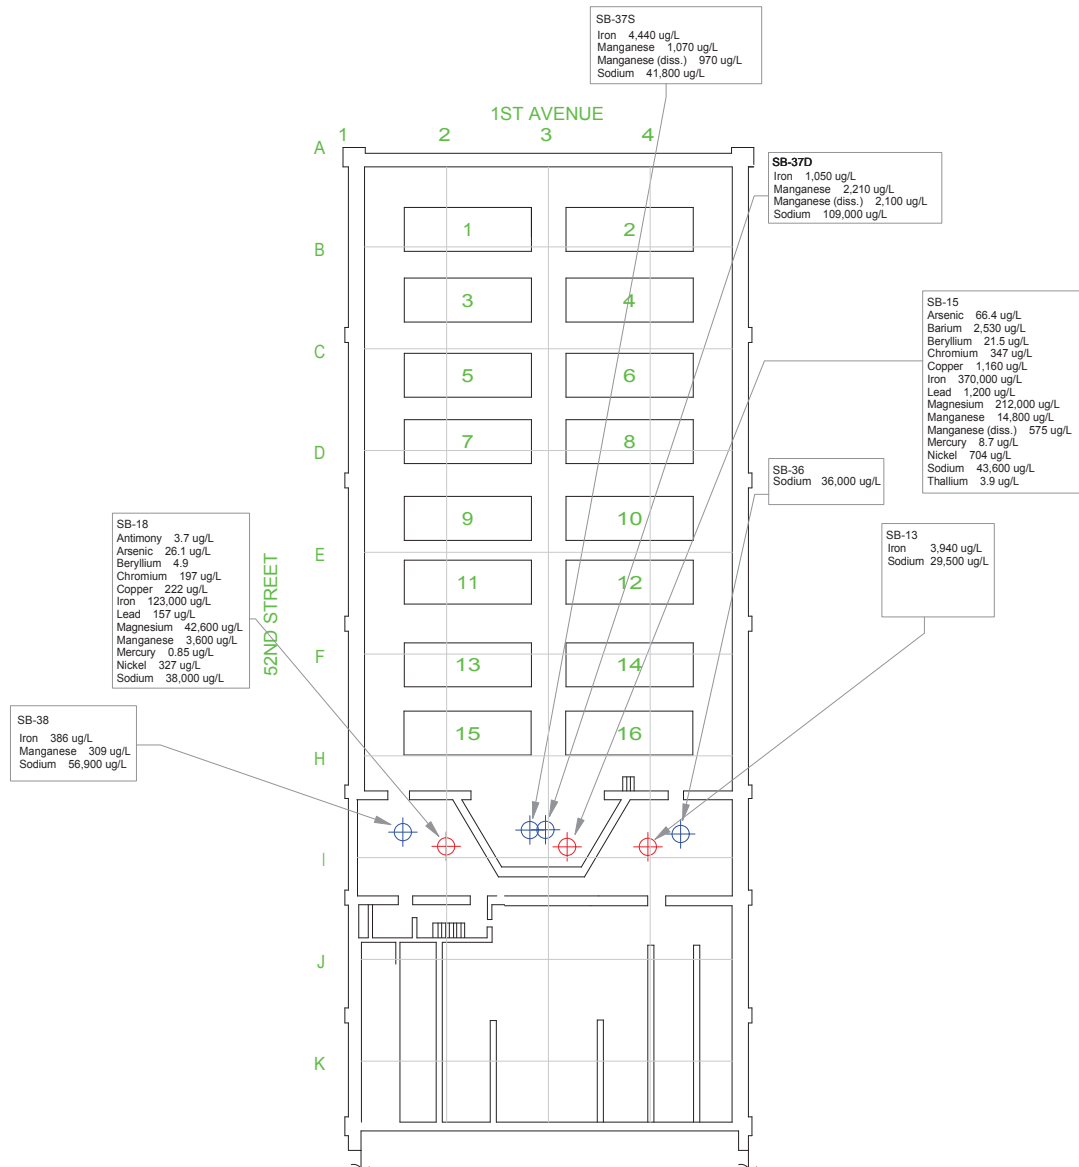 SB-37S
Iron 4,440 ug/L
Manganese 1,070 ug/L
Manganese (diss.) 970 ug/L
Sodium 41,800 ug/L
1ST AVENUE
1 2 3 4
A
SB-37D
Iron 1,050 ug/L
Manganese 2,210 ug/L
Manganese (diss.) 2,100 ug/L
Sodium 109,000 ug/L
1 2
B
3 4
SB-15
Arsenic 66.4 ug/L
Barium 2,530 ug/L
Beryllium 21.5 ug/L
Chromium 347 ug/L
Copper 1,160 ug/L
Iron 370,000 ug/L
Lead 1,200 ug/L
Magnesium 212,000 ug/L
Manganese 14,800 ug/L
Manganese (diss.) 575 ug/L
Mercury 8.7 ug/L
Nickel 704 ug/L
Sodium 43,600 ug/L
Thallium 3.9 ug/L
C
5 6
7 8
D
SB-36
Sodium 36,000 ug/L
9 10
SB-18
Antimony 3.7 ug/L
Arsenic 26.1 ug/L
Beryllium 4.9
Chromium 197 ug/L
Copper 222 ug/L
Iron 123,000 ug/L
Lead 157 ug/L
Magnesium 42,600 ug/L
Manganese 3,600 ug/L
Mercury 0.85 ug/L
Nickel 327 ug/L
Sodium 38,000 ug/L
52ND STREET
SB-13
Iron 3,940 ug/L
Sodium 29,500 ug/L
E
11 12
F
13 14
SB-38
Iron 386 ug/L
Manganese 309 ug/L
Sodium 56,900 ug/L
15 16
H
I
J
K